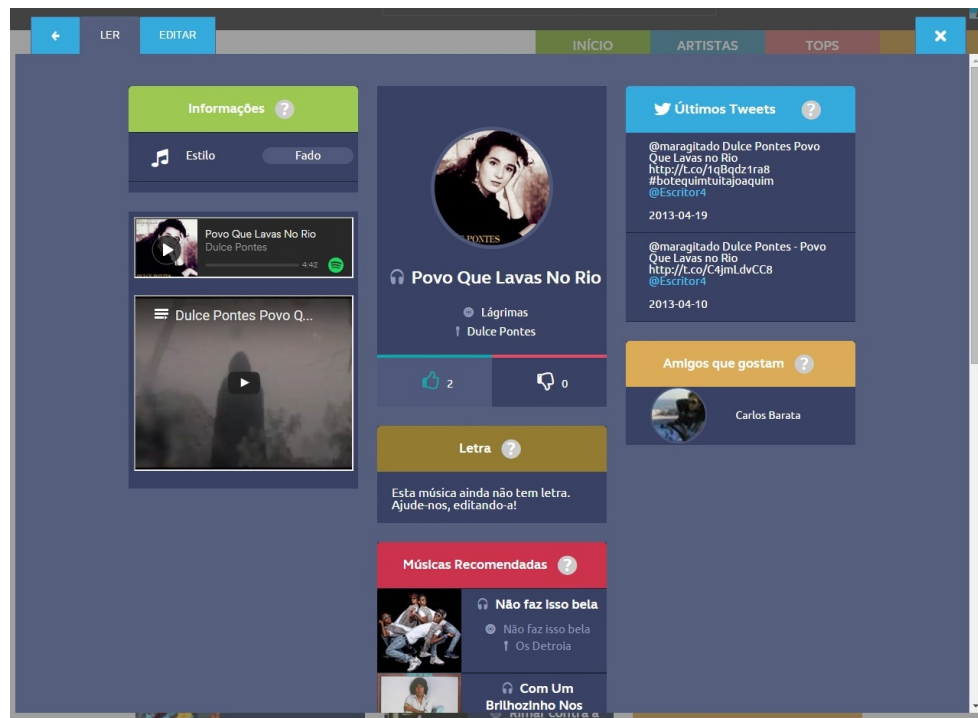 LER
EDITAR
INÍCIO
ARTISTAS
TOPS
Informações ?
Estilo
Fado
Povo Que Lavas No Rio
Dulce Pontes
4:42
Dulce Pontes Povo Q...
PONTES
Povo Que Lavas No Rio
Lágrimas
Dulce Pontes
2
0
Letra ?
Esta música ainda não tem letra.
Ajude-nos, editando-a!
Músicas Recomendadas ?
Não faz isso bela
Não faz isso bela
Os Detroia
Com Um
Brilhozinho Nos
Rimar contra a
Últimos Tweets ?
@maragitado Dulce Pontes Povo
Que Lavas no Rio
http://t.co/1qBqdz1ra8
#botequimtuitajoaquim
@Escritor4
2013-04-19
@maragitado Dulce Pontes - Povo
Que Lavas no Rio
http://t.co/C4jmLdvCC8
@Escritor4
2013-04-10
Amigos que gostam ?
Carlos Barata